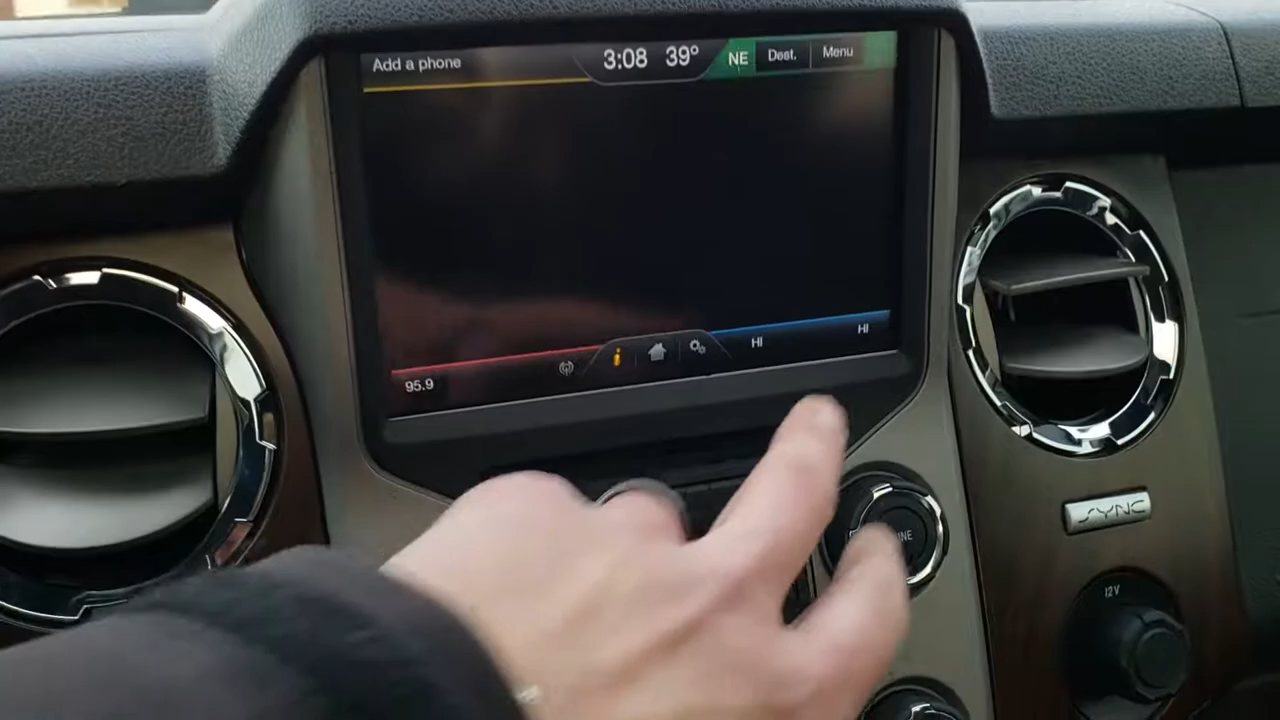 Add a phone
3:08 39°
NE
Dest.
Menu
95.9
HI
HI
SYNC
12V